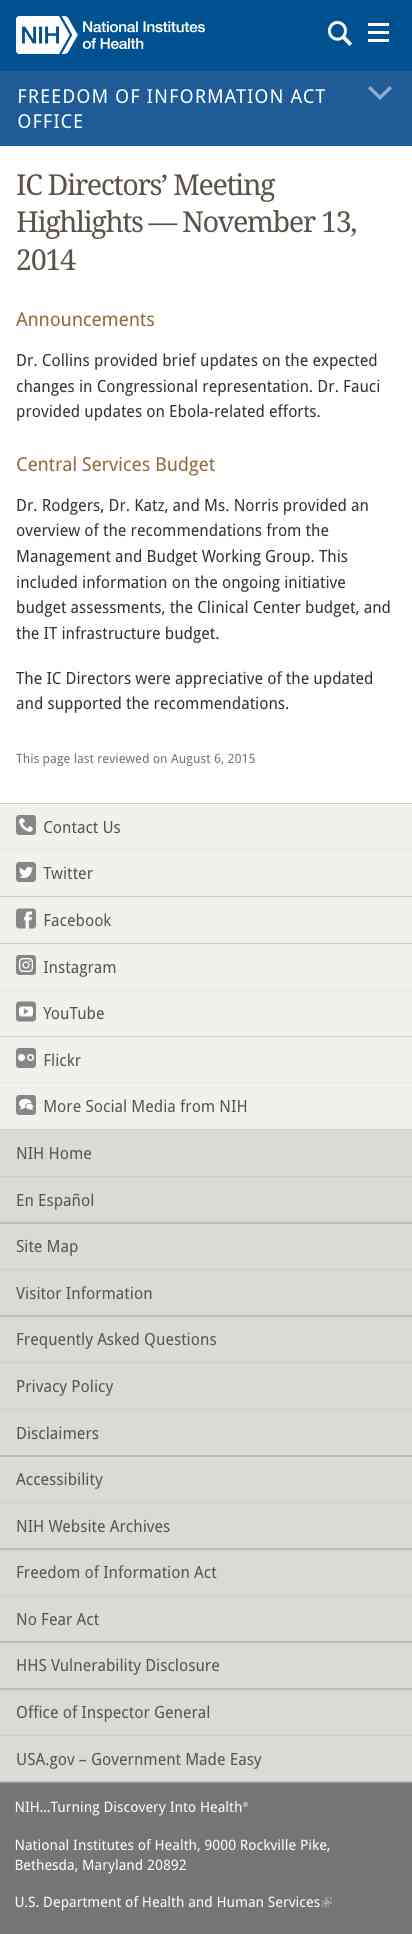 NIH National Institutes
of Health
FREEDOM OF INFORMATION ACT
OFFICE
IC Directors’ Meeting
Highlights — November 13,
2014
Announcements
Dr. Collins provided brief updates on the expected
changes in Congressional representation. Dr. Fauci
provided updates on Ebola-related efforts.
Central Services Budget
Dr. Rodgers, Dr. Katz, and Ms. Norris provided an
overview of the recommendations from the
Management and Budget Working Group. This
included information on the ongoing initiative
budget assessments, the Clinical Center budget, and
the IT infrastructure budget.
The IC Directors were appreciative of the updated
and supported the recommendations.
This page last reviewed on August 6, 2015
Contact Us
Twitter
Facebook
Instagram
YouTube
Flickr
More Social Media from NIH
NIH Home
En Español
Site Map
Visitor Information
Frequently Asked Questions
Privacy Policy
Disclaimers
Accessibility
NIH Website Archives
Freedom of Information Act
No Fear Act
HHS Vulnerability Disclosure
Office of Inspector General
USA.gov – Government Made Easy
NIH...Turning Discovery Into Health®
National Institutes of Health, 9000 Rockville Pike,
Bethesda, Maryland 20892
U.S. Department of Health and Human Services